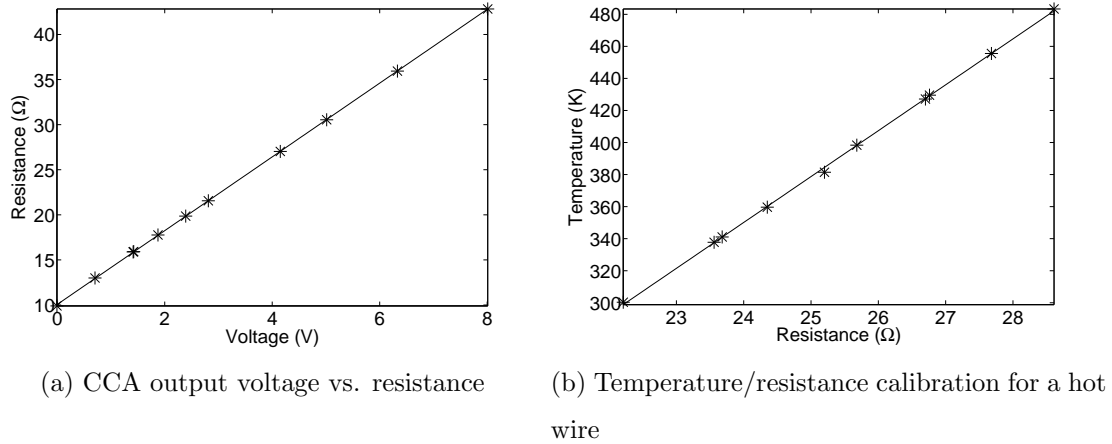 40
35
30
25
20
15
10
Resistance (Ω)
0 2 4 6 8
Voltage (V)
(a) CCA output voltage vs. resistance
480
460
440
420
400
380
360
340
320
300
Temperature (K)
23 24 25 26 27 28
Resistance (Ω)
(b) Temperature/resistance calibration for a hot
wire